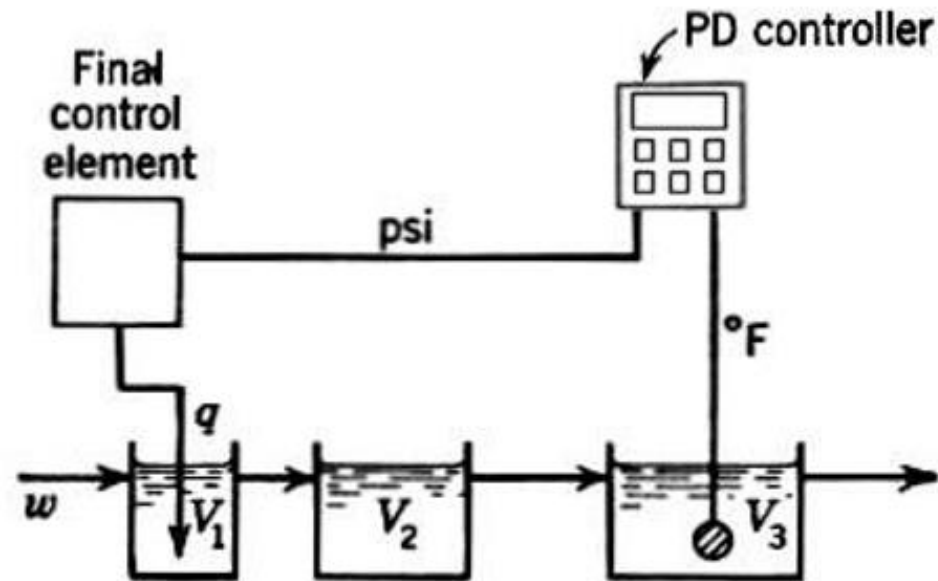 PD controller
Final
control
element
psi
°F
q
w
V1
V2
V3